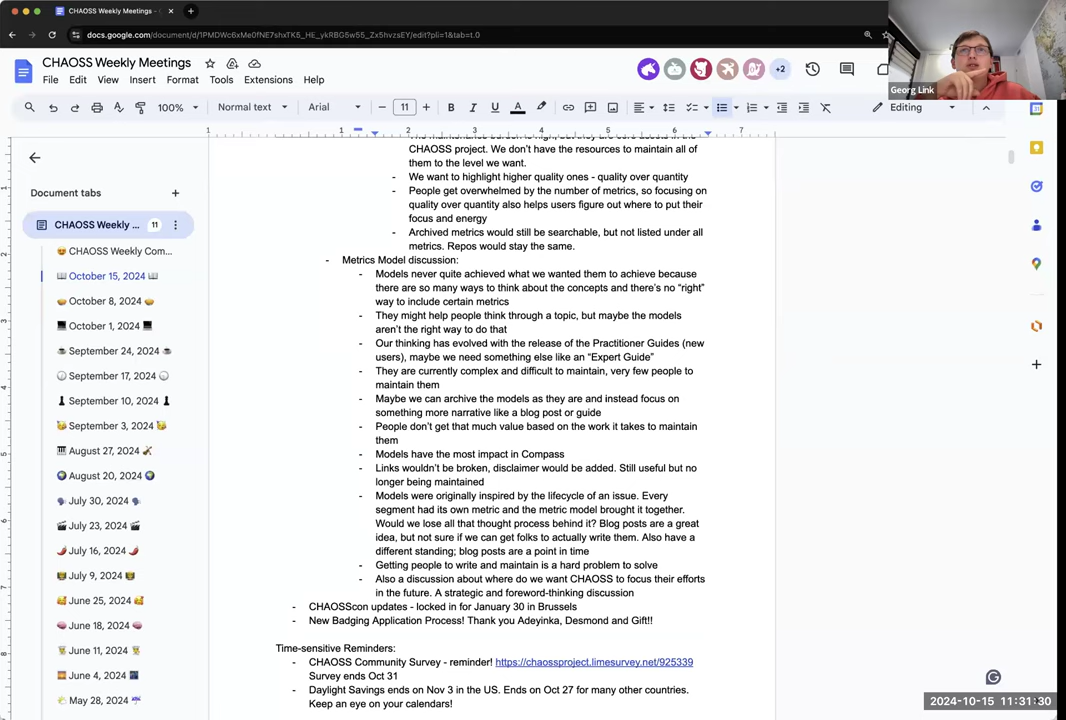 CHAOSS Weekly Meetings -
docs.google.com/document/d/1PMDWc6xMe0fNE7shxTK5_HE_ykRBG5w55_Zx5hvzsEY/edit?pli=1&tab=t.0
CHAOSS Weekly Meetings
File Edit View Insert Format Tools Extensions Help
+2
Georg Link
100% Normal text Arial 11 B I U A Editing
1 1 2 3 4 5 6 7
Document tabs
CHAOSS Weekly ... 11
CHAOSS Weekly Com...
October 15, 2024
October 8, 2024
October 1, 2024
September 24, 2024
September 17, 2024
September 10, 2024
September 3, 2024
August 27, 2024
August 20, 2024
July 30, 2024
July 23, 2024
July 16, 2024
July 9, 2024
June 25, 2024
June 18, 2024
June 11, 2024
June 4, 2024
May 28, 2024
CHAOSS project. We don't have the resources to maintain all of
them to the level we want.
- We want to highlight higher quality ones - quality over quantity
- People get overwhelmed by the number of metrics, so focusing on
quality over quantity also helps users figure out where to put their
focus and energy
- Archived metrics would still be searchable, but not listed under all
metrics. Repos would stay the same.
- Metrics Model discussion:
- Models never quite achieved what we wanted them to achieve because
there are so many ways to think about the concepts and there's no "right"
way to include certain metrics
- They might help people think through a topic, but maybe the models
aren't the right way to do that
- Our thinking has evolved with the release of the Practitioner Guides (new
users), maybe we need something else like an "Expert Guide"
- They are currently complex and difficult to maintain, very few people to
maintain them
- Maybe we can archive the models as they are and instead focus on
something more narrative like a blog post or guide
- People don't get that much value based on the work it takes to maintain
them
- Models have the most impact in Compass
- Links wouldn't be broken, disclaimer would be added. Still useful but no
longer being maintained
- Models were originally inspired by the lifecycle of an issue. Every
segment had its own metric and the metric model brought it together.
Would we lose all that thought process behind it? Blog posts are a great
idea, but not sure if we can get folks to actually write them. Also have a
different standing; blog posts are a point in time
- Getting people to write and maintain is a hard problem to solve
- Also a discussion about where do we want CHAOSS to focus their efforts
in the future. A strategic and foreword-thinking discussion
- CHAOSScon updates - locked in for January 30 in Brussels
- New Badging Application Process! Thank you Adeyinka, Desmond and Gift!!
Time-sensitive Reminders:
- CHAOSS Community Survey - reminder! https://chaossproject.limesurvey.net/925339
Survey ends Oct 31
- Daylight Savings ends on Nov 3 in the US. Ends on Oct 27 for many other countries.
Keep an eye on your calendars!
2024-10-15 11:31:30